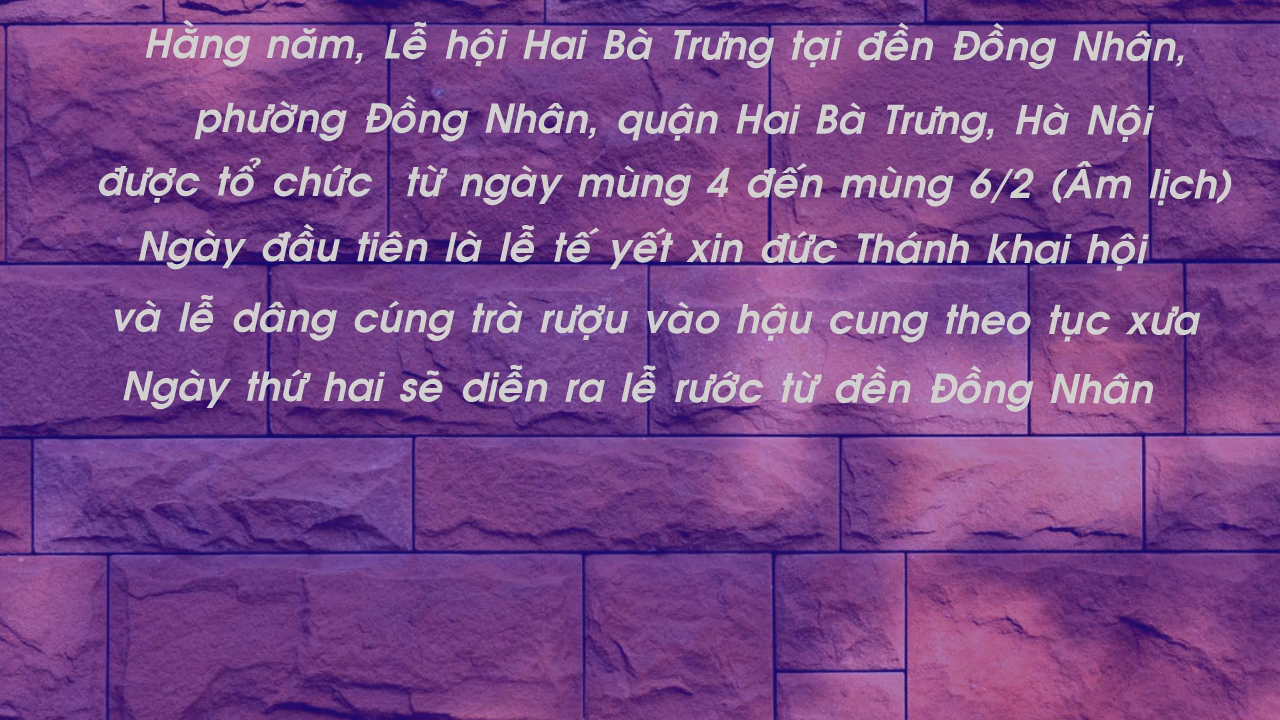 Hằng năm, Lễ hội Hai Bà Trưng tại đền Đồng Nhân,
phường Đồng Nhân, quận Hai Bà Trưng, Hà Nội
được tổ chức từ ngày mùng 4 đến mùng 6/2 (Âm lịch)
Ngày đầu tiên là lễ tế yết xin đức Thánh khai hội
và lễ dâng cúng trà rượu vào hậu cung theo tục xưa
Ngày thứ hai sẽ diễn ra lễ rước từ đền Đồng Nhân